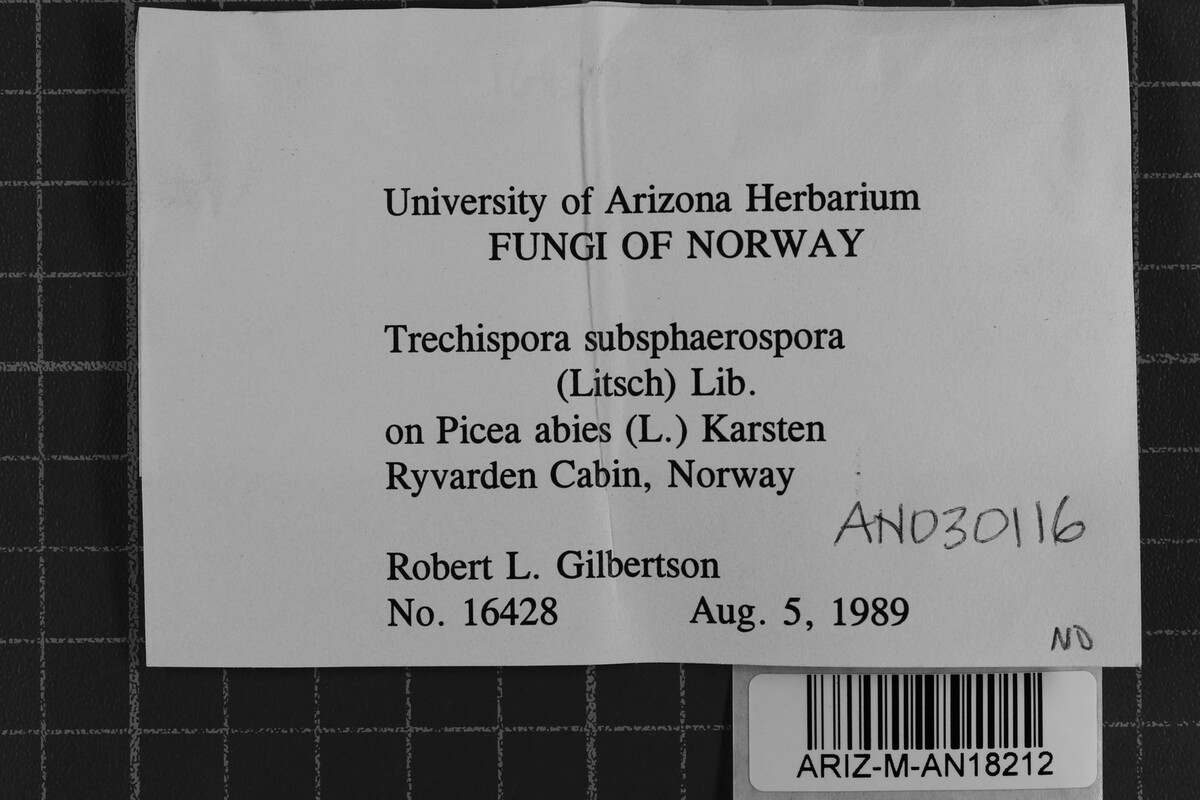 University of Arizona Herbarium
FUNGI OF NORWAY
Trechispora subsphaerospora
(Litsch) Lib.
on Picea abies (L.) Karsten
Ryvarden Cabin, Norway
AN030116
Robert L. Gilbertson
No. 16428 Aug. 5, 1989
ND
ARIZ-M-AN18212